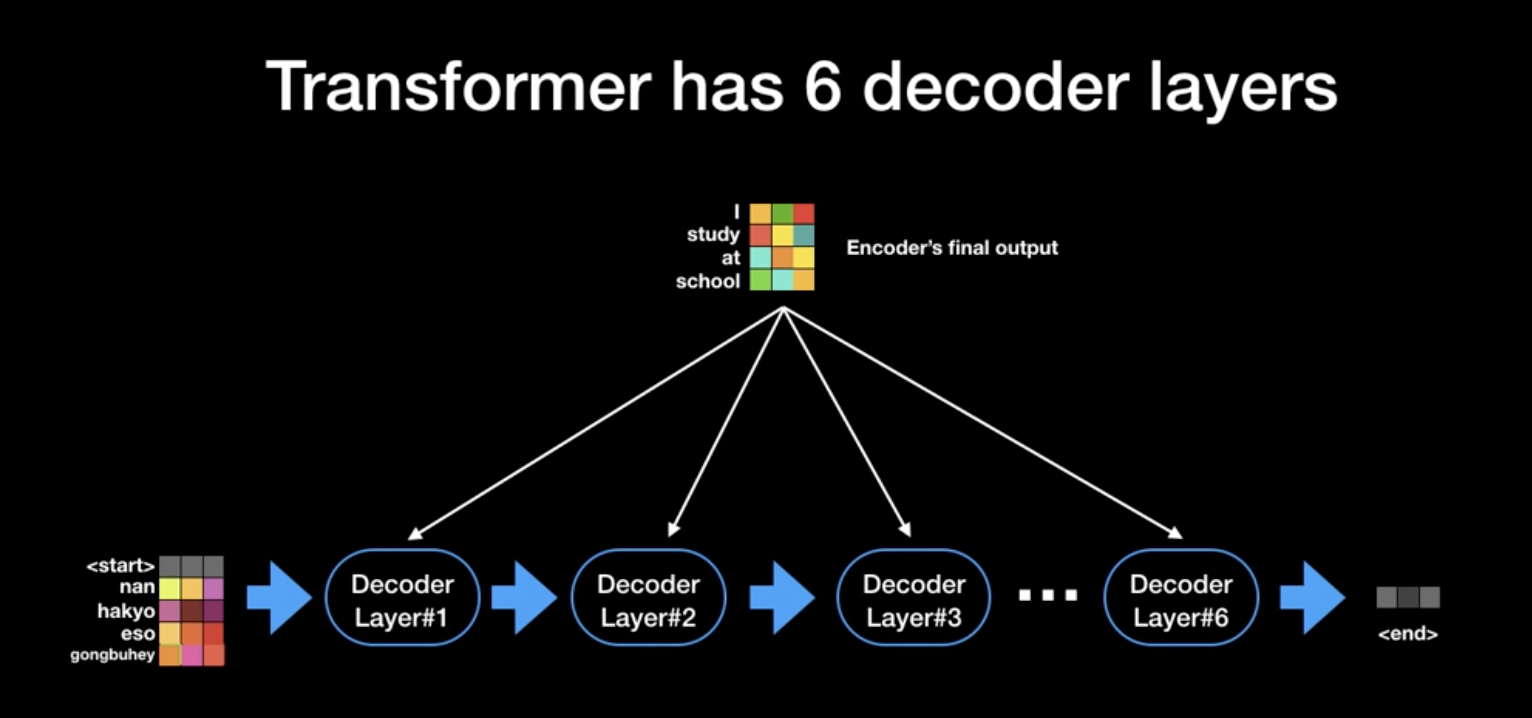 Transformer has 6 decoder layers
I
study
at
school
Encoder's final output
<start>
nan
hakyo
eso
gongbuhey
Decoder
Layer#1
Decoder
Layer#2
Decoder
Layer#3
...
Decoder
Layer#6
<end>